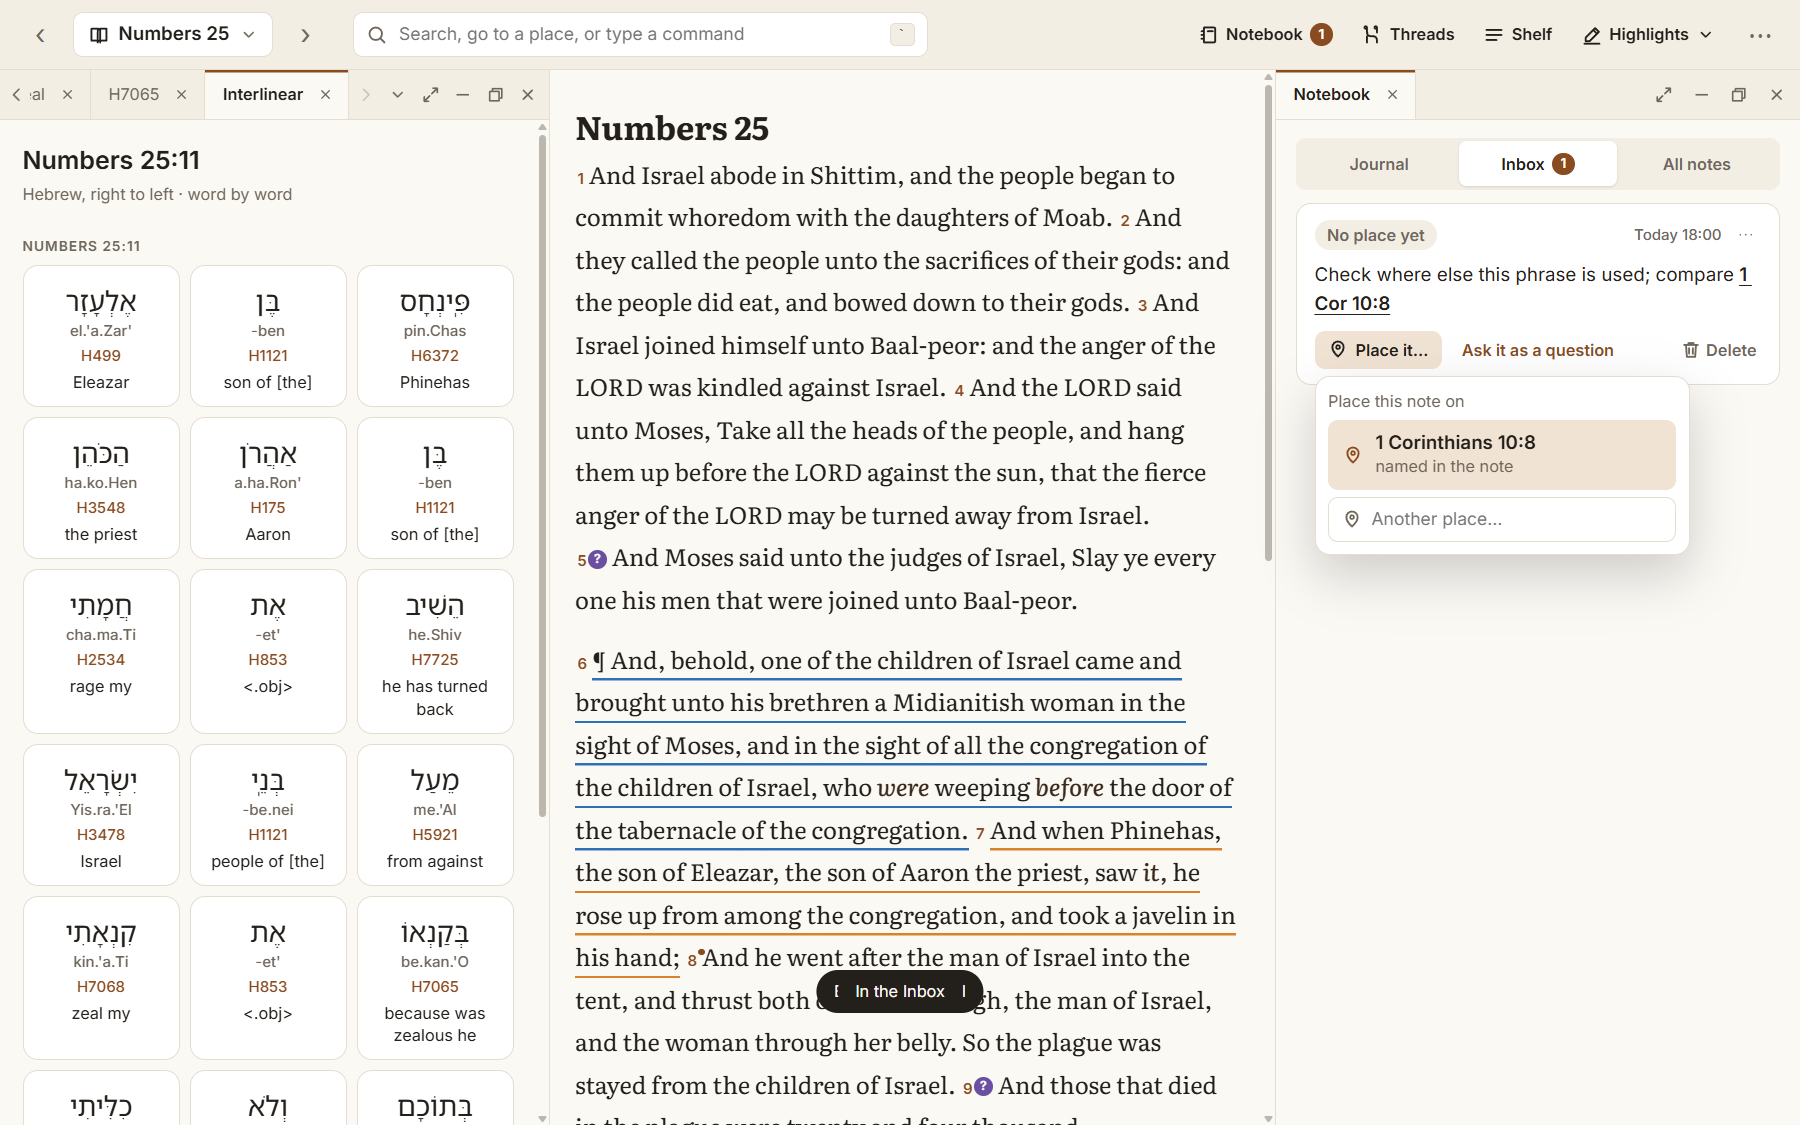 Numbers 25
Search, go to a place, or type a command
`
Notebook 1
Threads
Shelf
Highlights
H7065
Interlinear
Numbers 25:11
Hebrew, right to left · word by word
NUMBERS 25:11
פִּֽינְחָס בֶּן אֶלְעָזָר
pin.Chas -ben el.'a.Zar'
H6372 H1121 H499
Phinehas son of [the] Eleazar
בֶּן אַהֲרֹן הַכֹּהֵן
-ben a.ha.Ron' ha.ko.Hen
H1121 H175 H3548
son of [the] Aaron the priest
הֵשִׁיב אֶת חֲמָתִי
he.Shiv -et' cha.ma.Ti
H7725 H853 H2534
he has turned back <.obj> rage my
מֵעַל בְּנֵֽי יִשְׂרָאֵל
me.'Al -be.nei Yis.ra.'El
H5921 H1121 H3478
from against people of [the] Israel
בְּקַנְאוֹ אֶת קִנְאָתִי
be.kan.'O -et' kin.'a.Ti
H7065 H853 H7068
because was zealous he <.obj> zeal my
בְּתוֹכָם וְלֹא כִלִּיתִי
Numbers 25
1 And Israel abode in Shittim, and the people began to
commit whoredom with the daughters of Moab. 2 And
they called the people unto the sacrifices of their gods: and
the people did eat, and bowed down to their gods. 3 And
Israel joined himself unto Baal-peor: and the anger of the
LORD was kindled against Israel. 4 And the LORD said
unto Moses, Take all the heads of the people, and hang
them up before the LORD against the sun, that the fierce
anger of the LORD may be turned away from Israel.
5 ? And Moses said unto the judges of Israel, Slay ye every
one his men that were joined unto Baal-peor.
6 ¶ And, behold, one of the children of Israel came and
brought unto his brethren a Midianitish woman in the
sight of Moses, and in the sight of all the congregation of
the children of Israel, who were weeping before the door of
the tabernacle of the congregation. 7 And when Phinehas,
the son of Eleazar, the son of Aaron the priest, saw it, he
rose up from among the congregation, and took a javelin in
his hand; 8 And he went after the man of Israel into the
tent, and thrust both the man of Israel,
In the Inbox
and the woman through her belly. So the plague was
stayed from the children of Israel. 9 ? And those that died
in the plague were twenty and four thousand.
Notebook
Journal
Inbox 1
All notes
No place yet
Today 18:00
Check where else this phrase is used; compare 1
Cor 10:8
Place it...
Ask it as a question
Delete
Place this note on
1 Corinthians 10:8
named in the note
Another place...